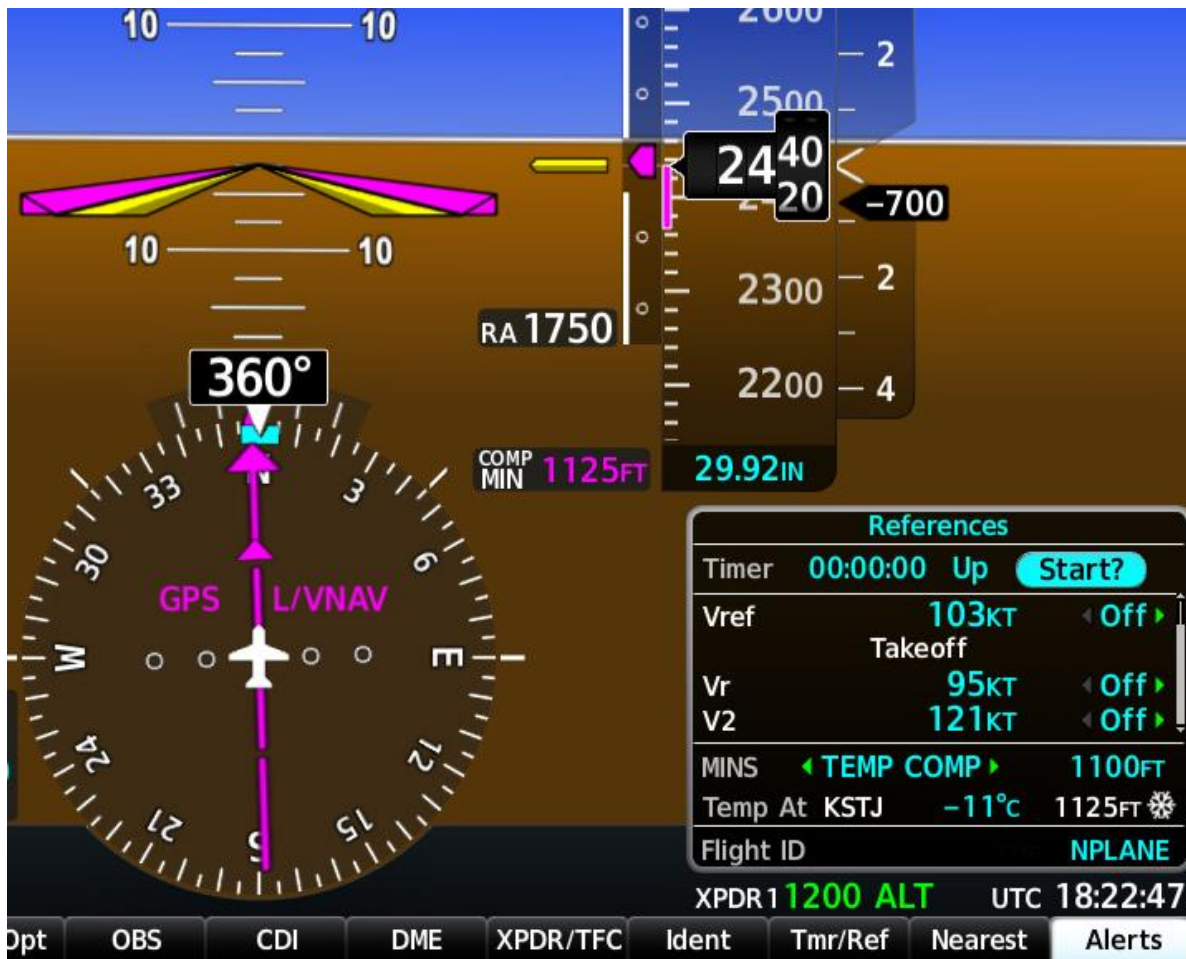 10 10
2600
2
2500
2440
20
-700
10 10
2300 2
RA 1750
360°
2200 4
COMP
MIN 1125FT
29.92IN
N
33 3
30 6
GPS L/VNAV
W E
24 12
21 15
S
References
Timer 00:00:00 Up Start?
Vref 103KT Off
Takeoff
Vr 95KT Off
V2 121KT Off
MINS TEMP COMP 1100FT
Temp At KSTJ -11°C 1125FT
Flight ID NPLANE
XPDR1 1200 ALT UTC 18:22:47
Opt OBS CDI DME XPDR/TFC Ident Tmr/Ref Nearest Alerts